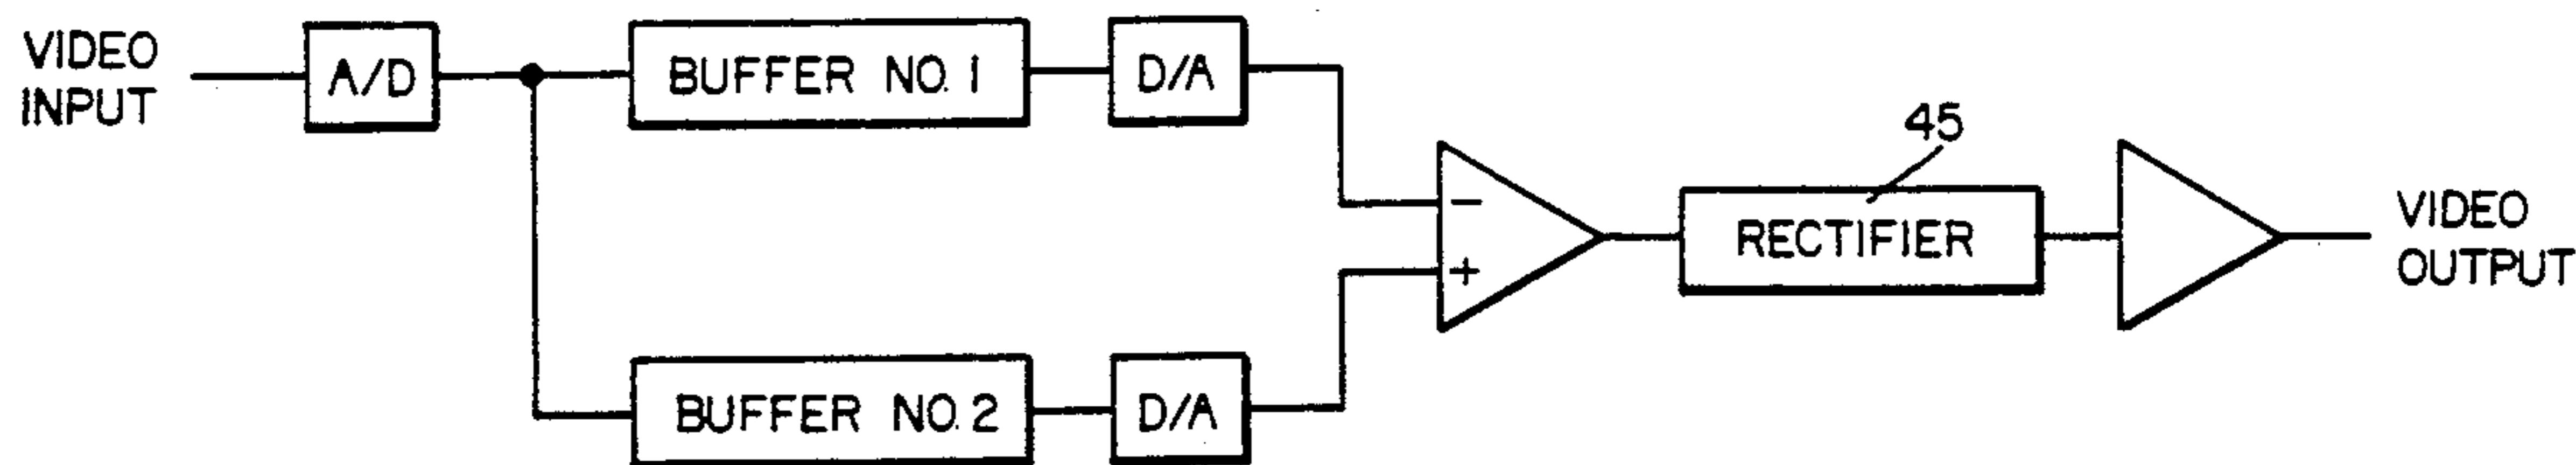 VIDEO
INPUT
A/D
BUFFER NO. 1
D/A
BUFFER NO. 2
D/A
-
+
45
RECTIFIER
VIDEO
OUTPUT